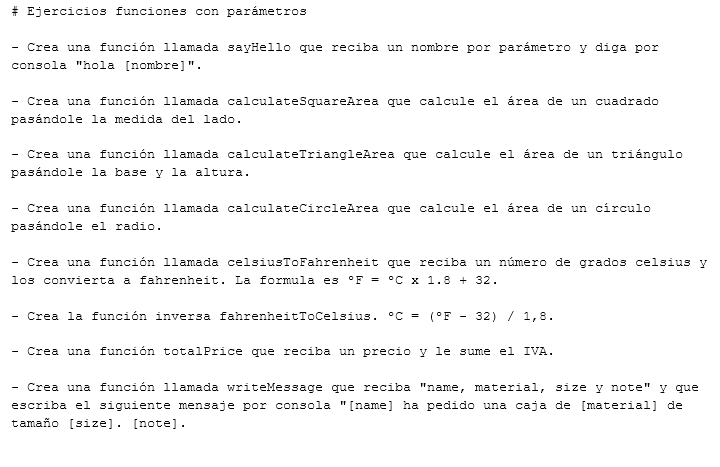 # Ejercicios funciones con parámetros
- Crea una función llamada sayHello que reciba un nombre por parámetro y diga por
consola "hola [nombre]".
- Crea una función llamada calculateSquareArea que calcule el área de un cuadrado
pasándole la medida del lado.
- Crea una función llamada calculateTriangleArea que calcule el área de un triángulo
pasándole la base y la altura.
- Crea una función llamada calculateCircleArea que calcule el área de un círculo
pasándole el radio.
- Crea una función llamada celsiusToFahrenheit que reciba un número de grados celsius y
los convierta a fahrenheit. La formula es ºF = ºC x 1.8 + 32.
- Crea la función inversa fahrenheitToCelsius. ºC = (ºF - 32) / 1,8.
- Crea una función totalPrice que reciba un precio y le sume el IVA.
- Crea una función llamada writeMessage que reciba "name, material, size y note" y que
escriba el siguiente mensaje por consola "[name] ha pedido una caja de [material] de
tamaño [size]. [note].